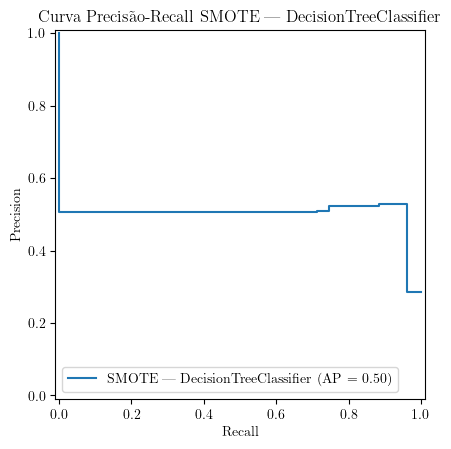 Curva Precisão-Recall SMOTE — DecisionTreeClassifier
1.0
0.8
0.6
0.4
0.2
0.0
Precision
SMOTE — DecisionTreeClassifier (AP = 0.50)
0.0 0.2 0.4 0.6 0.8 1.0
Recall